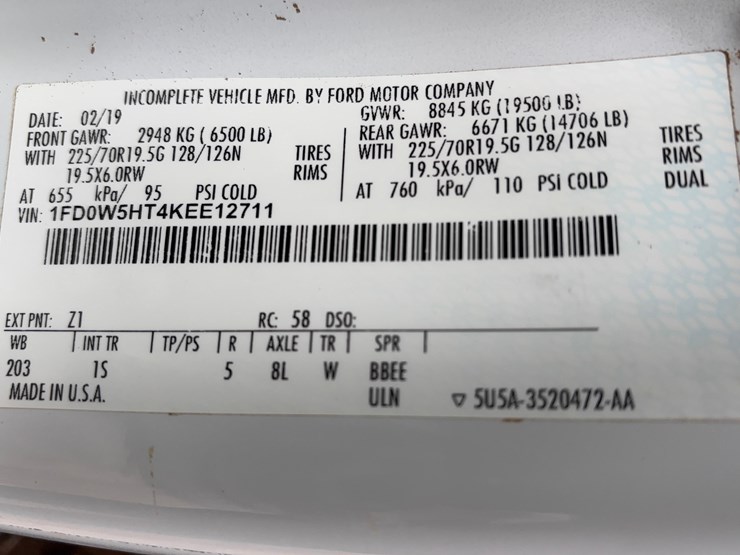 INCOMPLETE VEHICLE MFD. BY FORD MOTOR COMPANY
DATE: 02/19 GVWR: 8845 KG (19500 LB)
FRONT GAWR: 2948 KG ( 6500 LB) REAR GAWR: 6671 KG (14706 LB)
WITH 225/70R19.5G 128/126N TIRES WITH 225/70R19.5G 128/126N TIRES
19.5X6.0RW RIMS 19.5X6.0RW RIMS
AT 655 kPa/ 95 PSI COLD AT 760 kPa/ 110 PSI COLD DUAL
VIN: 1FD0W5HT4KEE12711
EXT PNT: Z1 RC: 58 DSO:
WB INT TR TP/PS R AXLE TR SPR
203 1S 5 8L W BBEE
MADE IN U.S.A. ULN ▽ 5U5A-3520472-AA